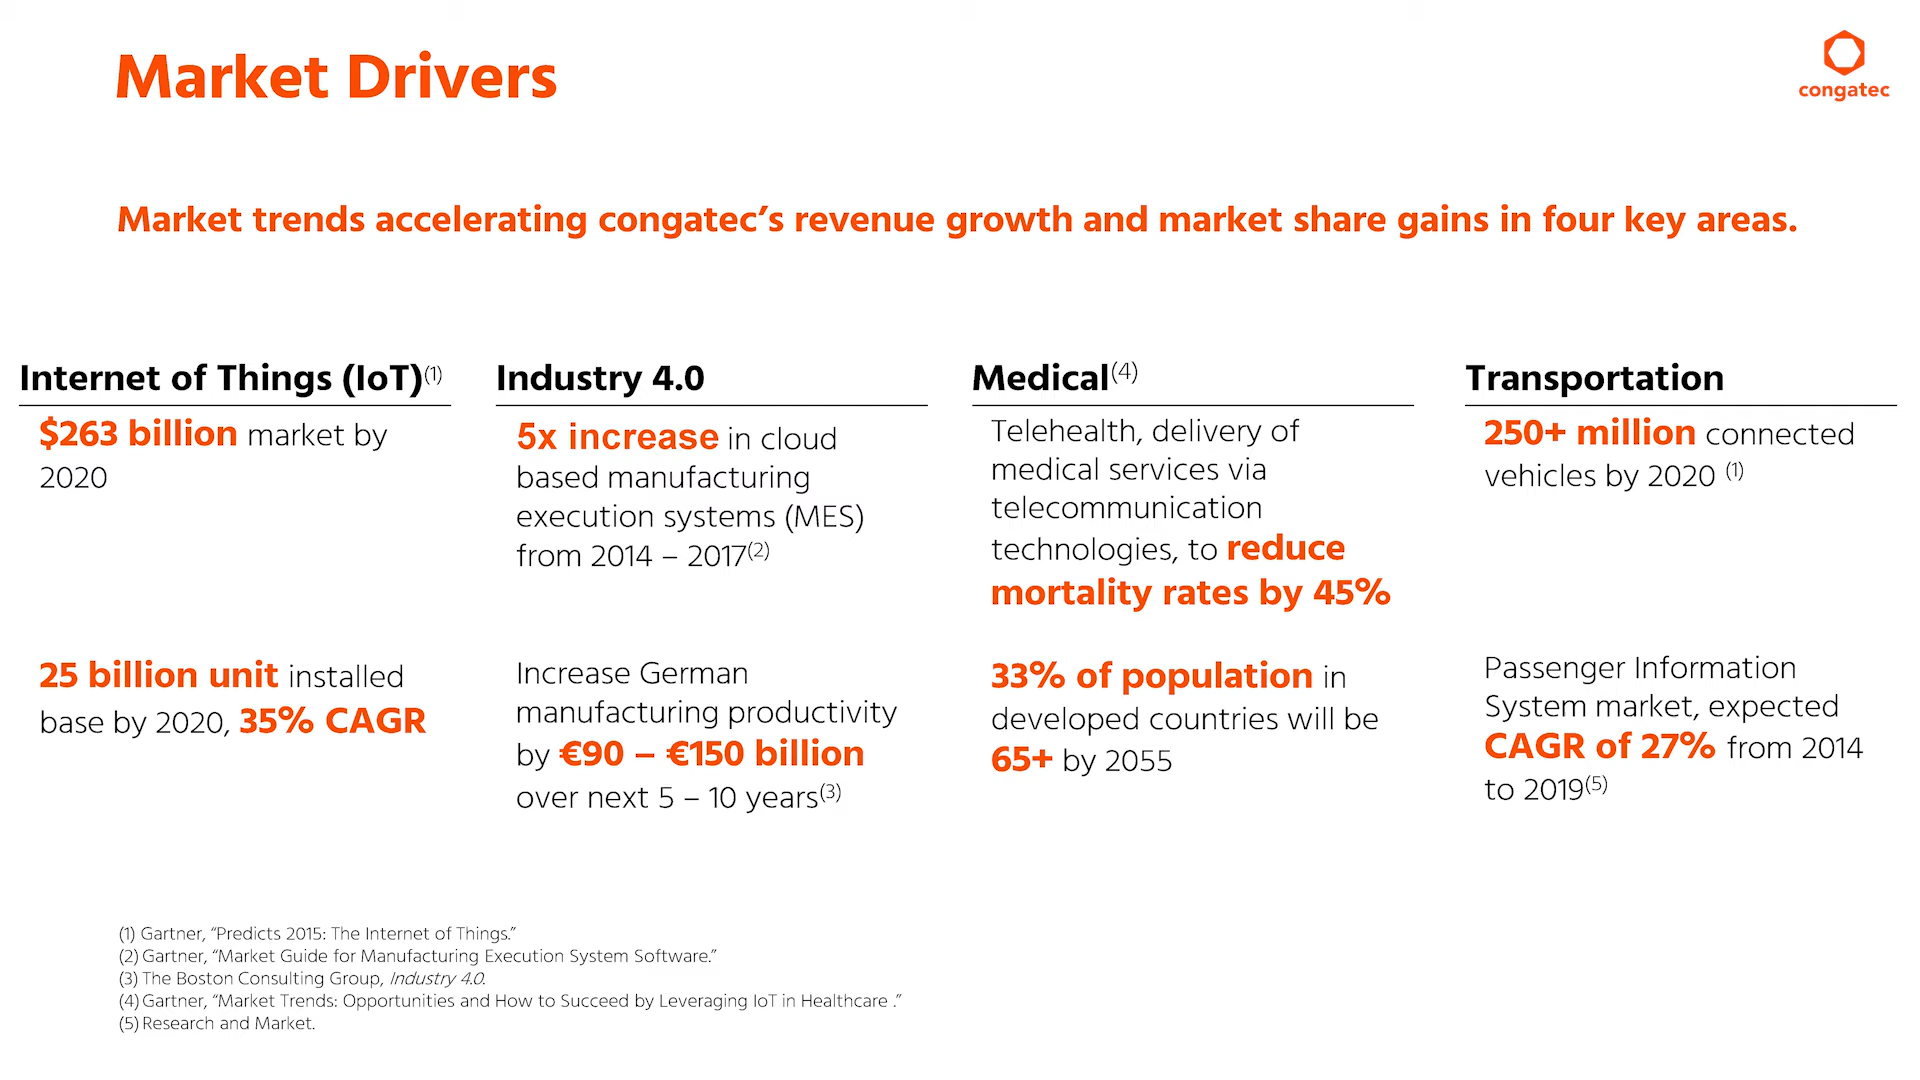 Market Drivers
congatec
Market trends accelerating congatec’s revenue growth and market share gains in four key areas.
Internet of Things (IoT)(1)
$263 billion market by
2020
25 billion unit installed
base by 2020, 35% CAGR
Industry 4.0
5x increase in cloud
based manufacturing
execution systems (MES)
from 2014 – 2017(2)
Increase German
manufacturing productivity
by €90 – €150 billion
over next 5 – 10 years(3)
Medical(4)
Telehealth, delivery of
medical services via
telecommunication
technologies, to reduce
mortality rates by 45%
33% of population in
developed countries will be
65+ by 2055
Transportation
250+ million connected
vehicles by 2020 (1)
Passenger Information
System market, expected
CAGR of 27% from 2014
to 2019(5)
(1) Gartner, “Predicts 2015: The Internet of Things.”
(2) Gartner, “Market Guide for Manufacturing Execution System Software.”
(3) The Boston Consulting Group, Industry 4.0.
(4) Gartner, “Market Trends: Opportunities and How to Succeed by Leveraging IoT in Healthcare .”
(5) Research and Market.